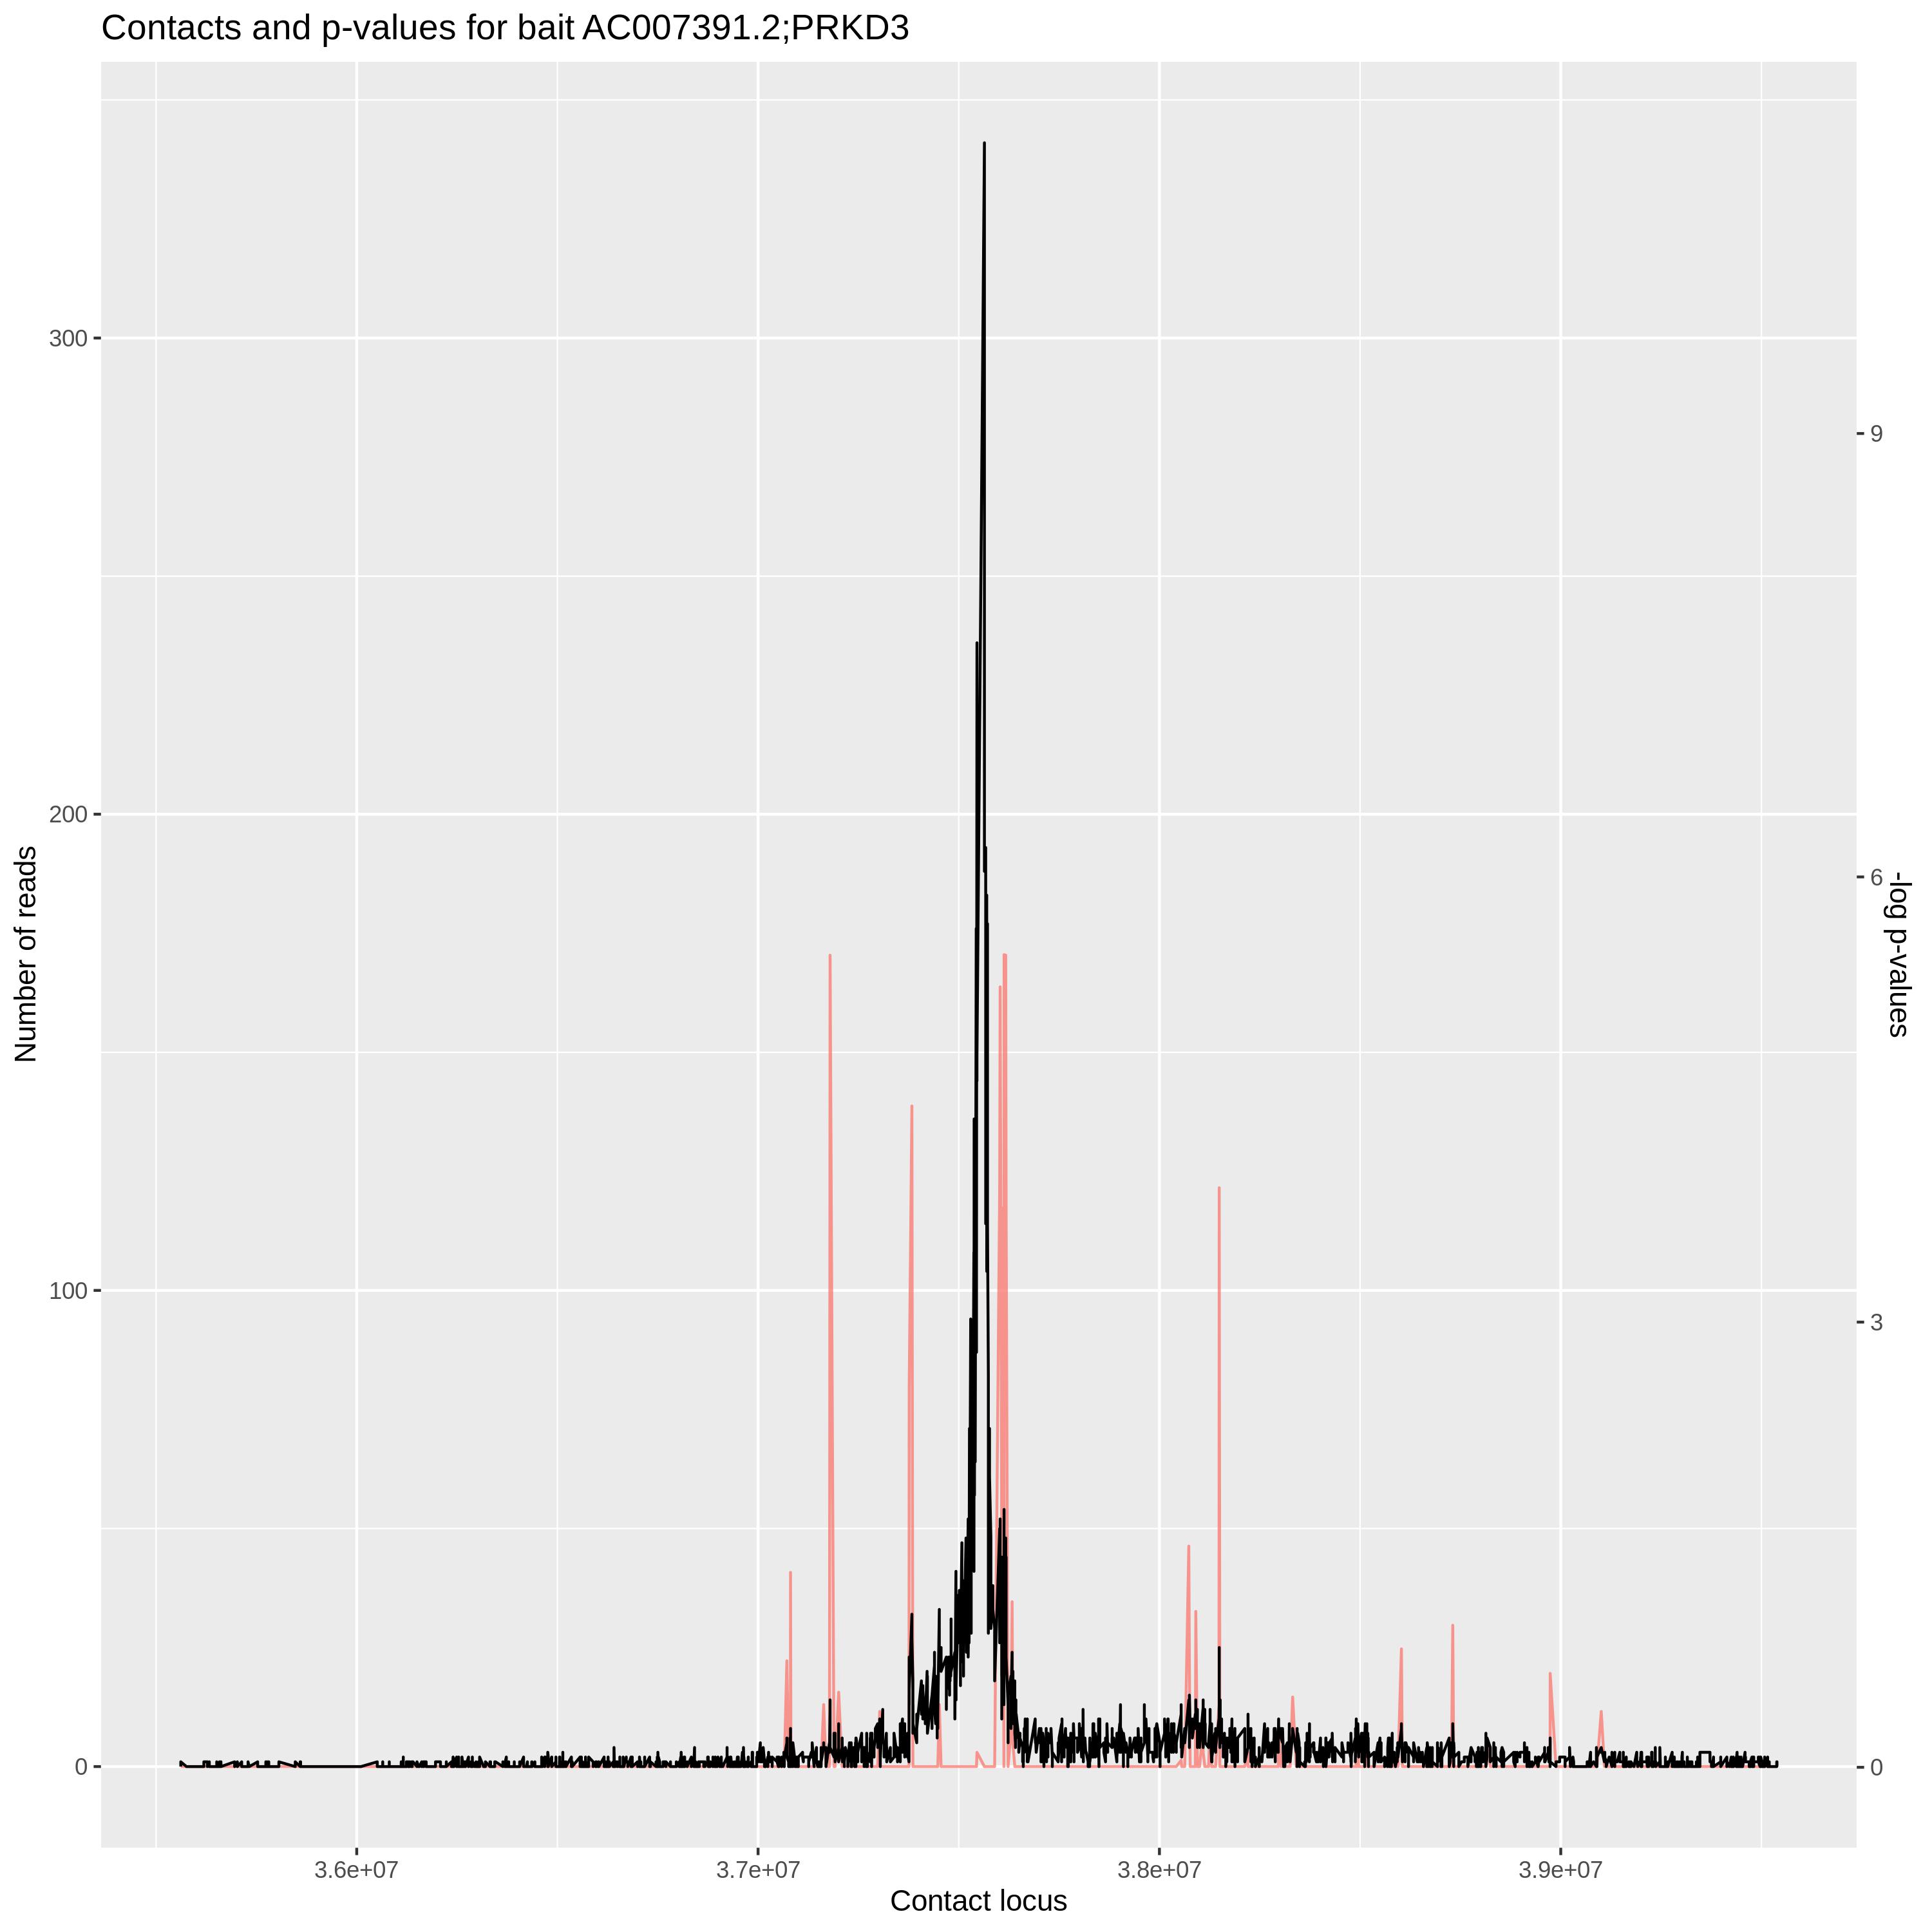 Contacts and p-values for bait AC007391.2;PRKD3
300
200
100
0
Number of reads
9
6
3
0
-log p-values
3.6e+07 3.7e+07 3.8e+07 3.9e+07
Contact locus